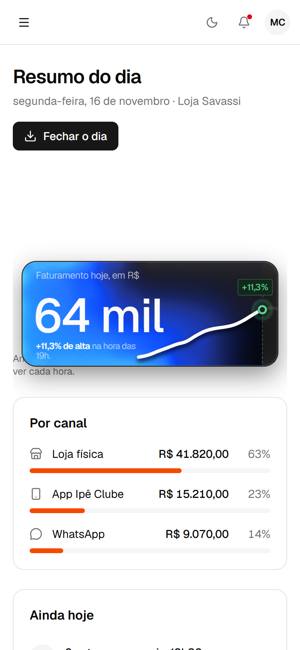 MC
Resumo do dia
segunda-feira, 16 de novembro · Loja Savassi
Fechar o dia
Faturamento hoje, em R$
+11,3%
64 mil
+11,3% de alta na hora das
19h.
ver cada hora.
Por canal
Loja física R$ 41.820,00 63%
App Ipê Clube R$ 15.210,00 23%
WhatsApp R$ 9.070,00 14%
Ainda hoje